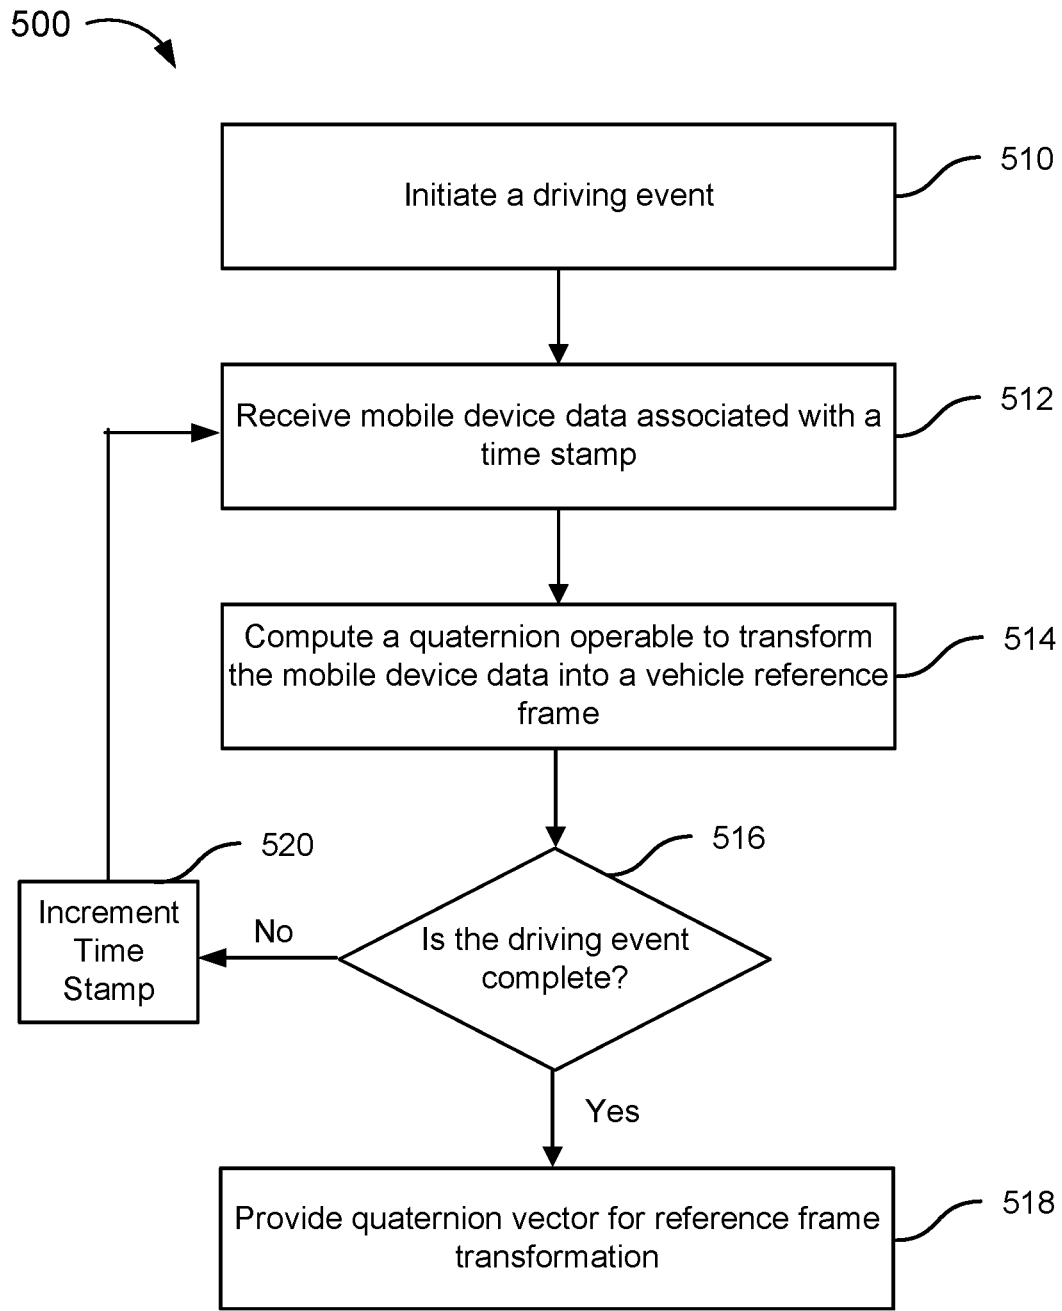 500
Initiate a driving event
510
Receive mobile device data associated with a
time stamp
512
Compute a quaternion operable to transform
the mobile device data into a vehicle reference
frame
514
516
Is the driving event
complete?
No
520
Increment
Time
Stamp
Yes
Provide quaternion vector for reference frame
transformation
518